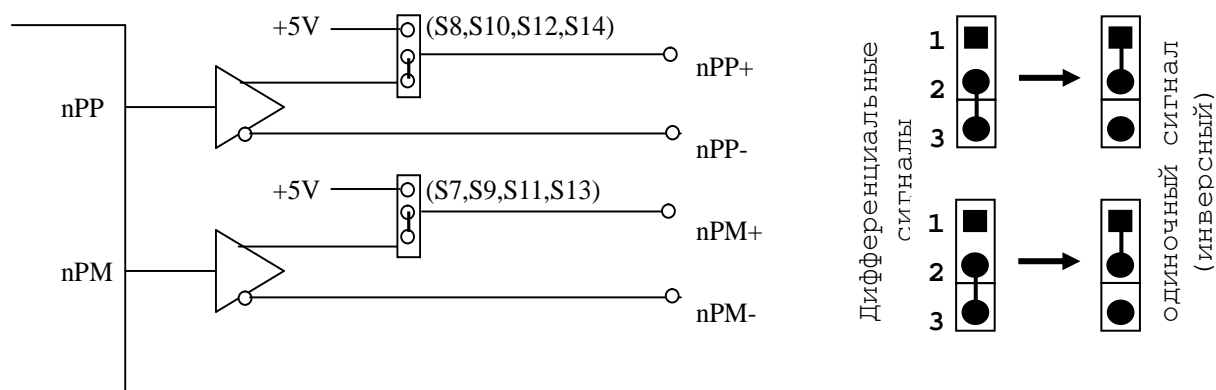 +5V
(S8,S10,S12,S14)
nPP+
nPP
nPP-
+5V
(S7,S9,S11,S13)
nPM+
nPM
nPM-
Дифференциальные
сигналы
1
2
3
1
2
3
одиночный сигнал
(инверсный)